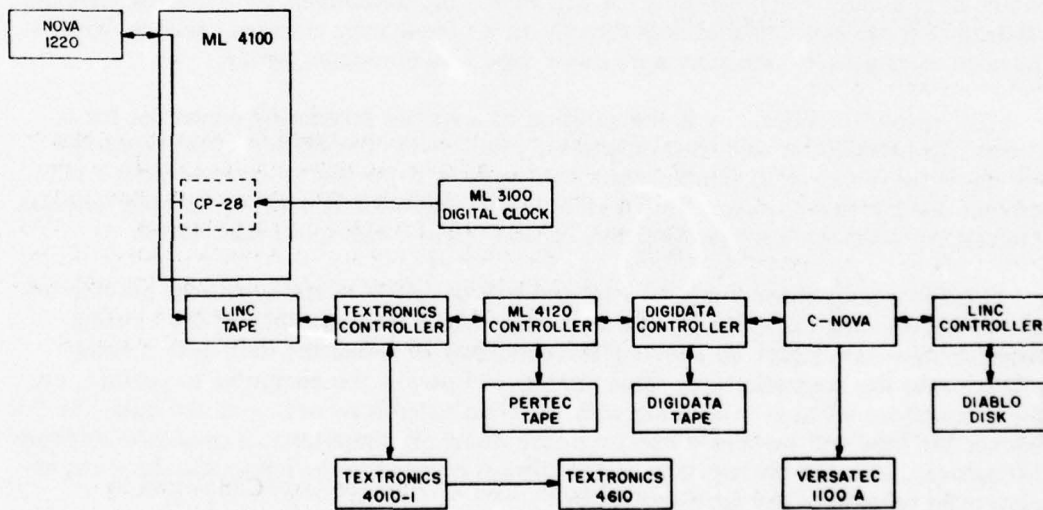 NOVA
1220
ML 4100
CP-28
ML 3100
DIGITAL CLOCK
LINC
TAPE
TEXTRONICS
CONTROLLER
ML 4120
CONTROLLER
DIGIDATA
CONTROLLER
C-NOVA
LINC
CONTROLLER
PERTEC
TAPE
DIGIDATA
TAPE
DIABLO
DISK
TEXTRONICS
4010-1
TEXTRONICS
4610
VERSATEC
1100 A